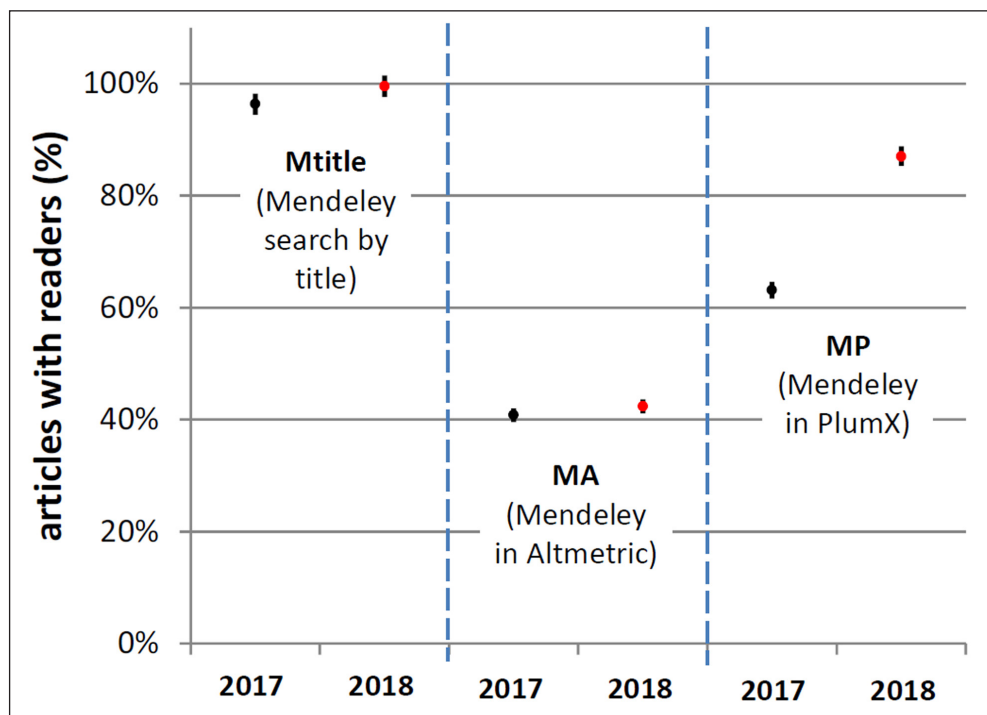 articles with readers (%)
100%
80%
60%
40%
20%
0%
Mtitle
(Mendeley
search by
title)
MA
(Mendeley
in Altmetric)
MP
(Mendeley
in PlumX)
2017
2018
2017
2018
2017
2018